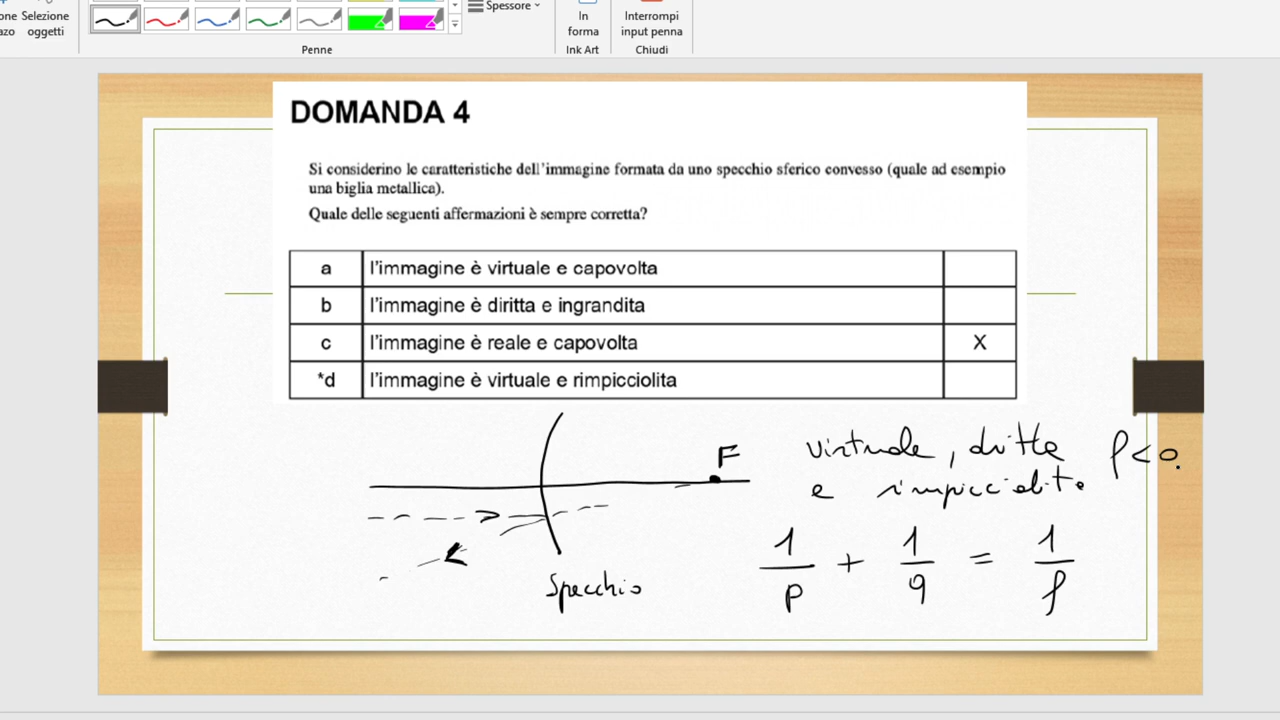 one Selezione
azo oggetti
Spessore
In
forma
Interrompi
input penna
Penne
Ink Art
Chiudi
DOMANDA 4
Si considerino le caratteristiche dell'immagine formata da uno specchio sferico convesso (quale ad esempio
una biglia metallica).
Quale delle seguenti affermazioni è sempre corretta?
a l'immagine è virtuale e capovolta
b l'immagine è diritta e ingrandita
c l'immagine è reale e capovolta X
*d l'immagine è virtuale e rimpicciolita
F
virtuale, dritta f < 0
e rimpicciolita
Specchio
1/p + 1/q = 1/f